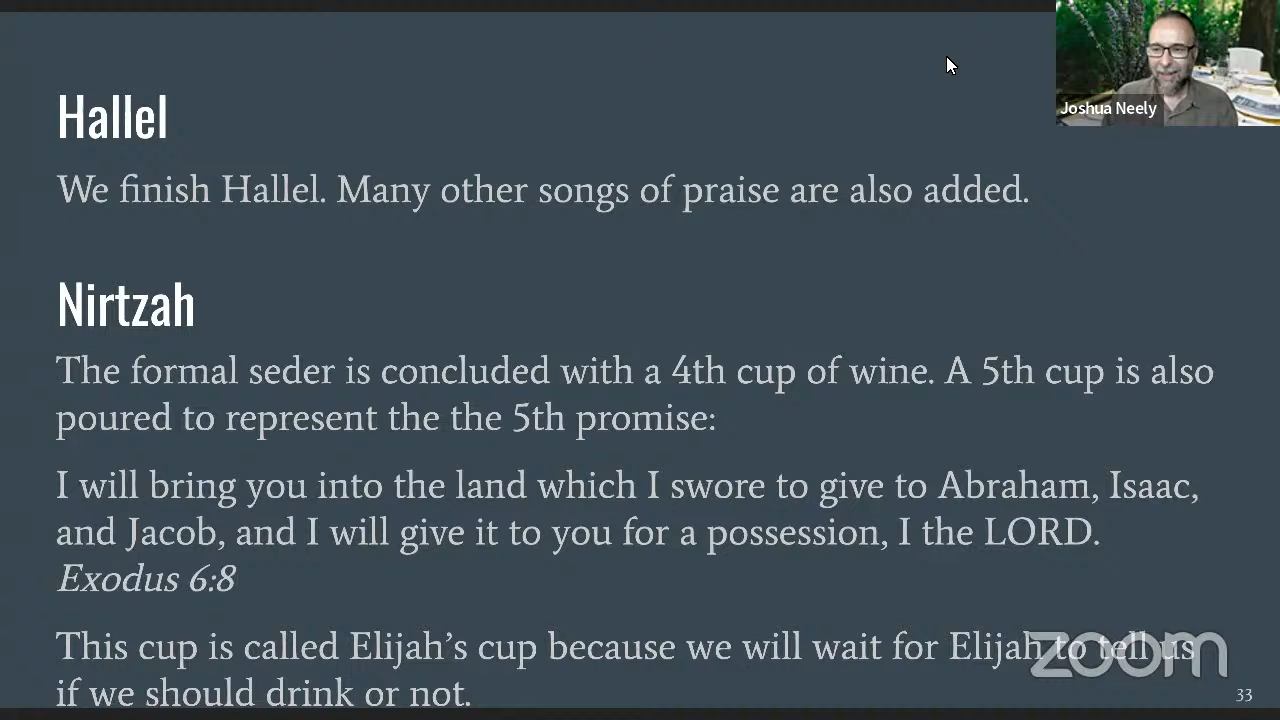 Joshua Neely
Hallel
We finish Hallel. Many other songs of praise are also added.
Nirtzah
The formal seder is concluded with a 4th cup of wine. A 5th cup is also
poured to represent the the 5th promise:
I will bring you into the land which I swore to give to Abraham, Isaac,
and Jacob, and I will give it to you for a possession, I the LORD.
Exodus 6:8
This cup is called Elijah’s cup because we will wait for Elijah to tell us
if we should drink or not.
zoom
33